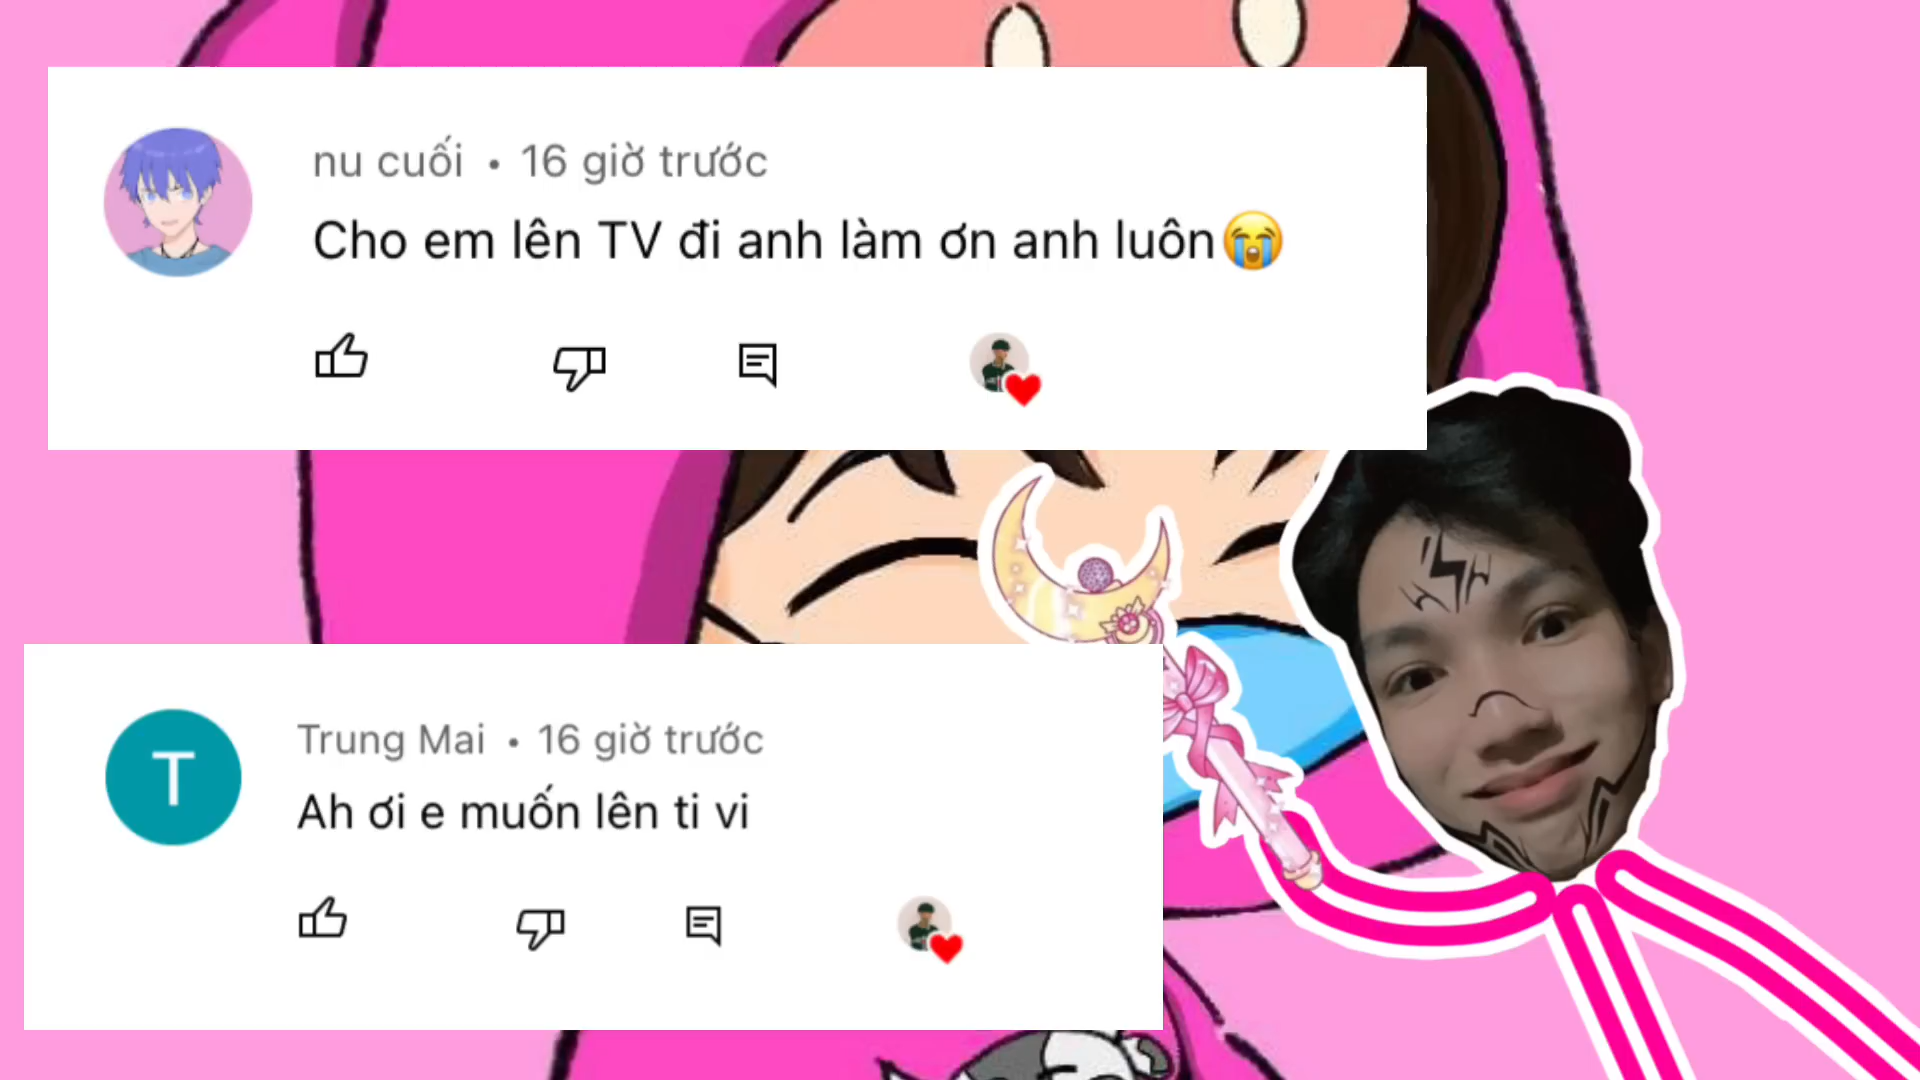 nu cuối • 16 giờ trước
Cho em lên TV đi anh làm ơn anh luôn😭
T
Trung Mai • 16 giờ trước
Ah ơi e muốn lên ti vi